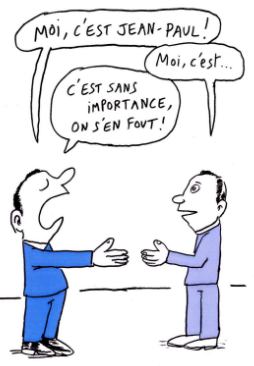 MOI, C'EST JEAN-PAUL!
Moi, c'est...
C'EST SANS
IMPORTANCE,
ON S'EN FOUT!